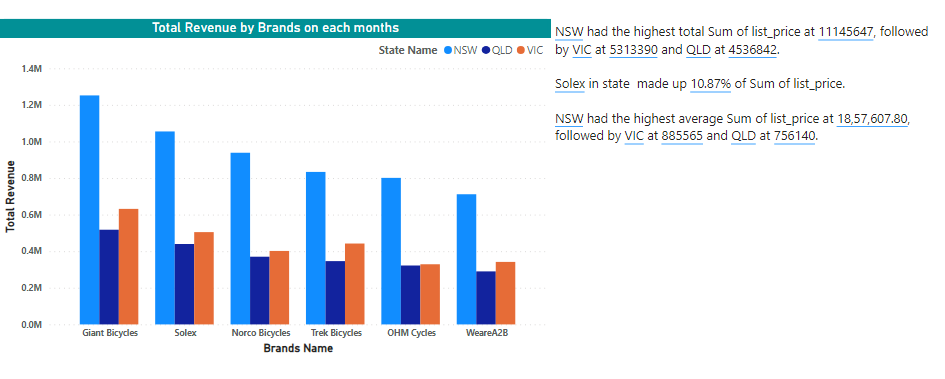 Total Revenue by Brands on each months
State Name NSW QLD VIC
1.4M
1.2M
1.0M
0.8M
0.6M
0.4M
0.2M
0.0M
Total Revenue
Giant Bicycles Solex Norco Bicycles Trek Bicycles OHM Cycles WeareA2B
Brands Name
NSW had the highest total Sum of list_price at 11145647, followed
by VIC at 5313390 and QLD at 4536842.
Solex in state  made up 10.87% of Sum of list_price.
NSW had the highest average Sum of list_price at 18,57,607.80,
followed by VIC at 885565 and QLD at 756140.